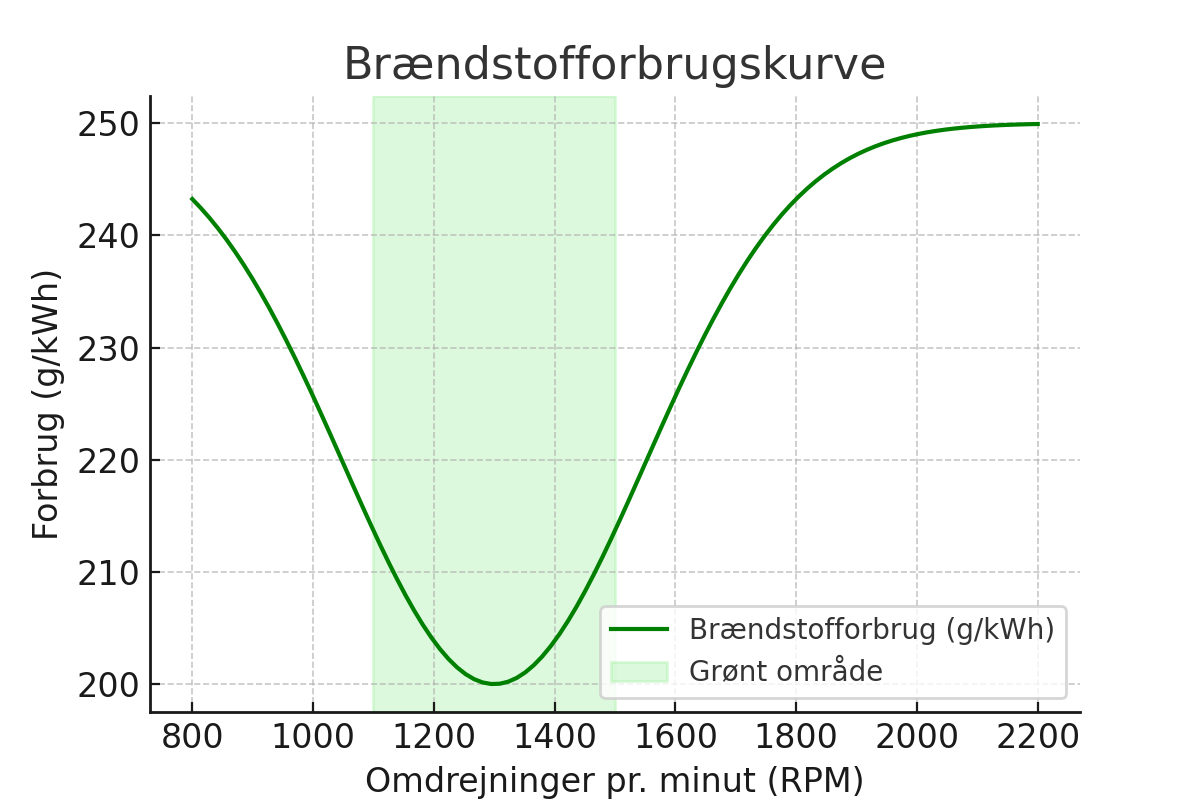 Brændstofforbrugskurve
250
240
230
220
210
200
Forbrug (g/kWh)
Brændstofforbrug (g/kWh)
Grønt område
800 1000 1200 1400 1600 1800 2000 2200
Omdrejninger pr. minut (RPM)